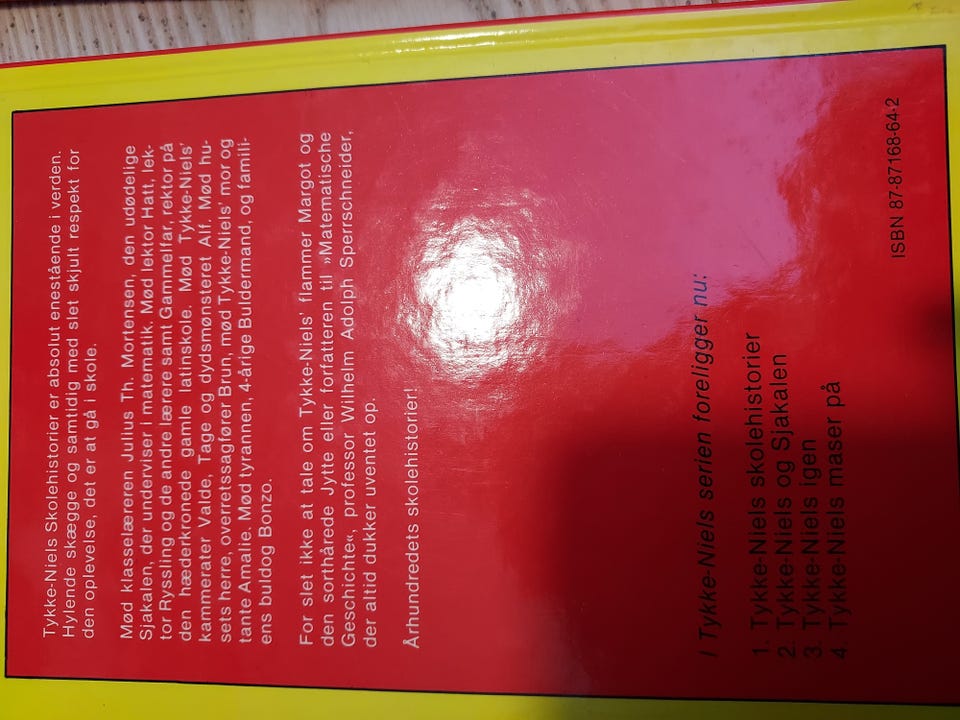 Tykke-Niels Skolehistorier er absolut enestående i verden.
Hylende skægge og samtidig med slet skjult respekt for
den oplevelse, det er at gå i skole.
Mød klasselæreren Julius Th. Mortensen, den udødelige
Sjakalen, der underviser i matematik. Mød lektor Hatt, lek-
tor Ryssling og de andre lærere samt Gammelfar, rektor på
den hæderkronede gamle latinskole. Mød Tykke-Niels'
kammerater Valde, Tage og dydsmønsteret Alf. Mød hu-
sets herre, overretssagfører Brun, mød Tykke-Niels' mor og
tante Amalie. Mød tyrannen, 4-årige Buldermand, og famili-
ens buldog Bonzo.
For slet ikke at tale om Tykke-Niels' flammer Margot og
den sorthårede Jytte eller forfatteren til »Matematische
Geschichte«, professor Wilhelm Adolph Sperrschneider,
der altid dukker uventet op.
Århundredets skolehistorier!
I Tykke-Niels serien foreligger nu:
1. Tykke-Niels skolehistorier
2. Tykke-Niels og Sjakalen
3. Tykke-Niels igen
4. Tykke-Niels maser på
ISBN 87-87168-64-2